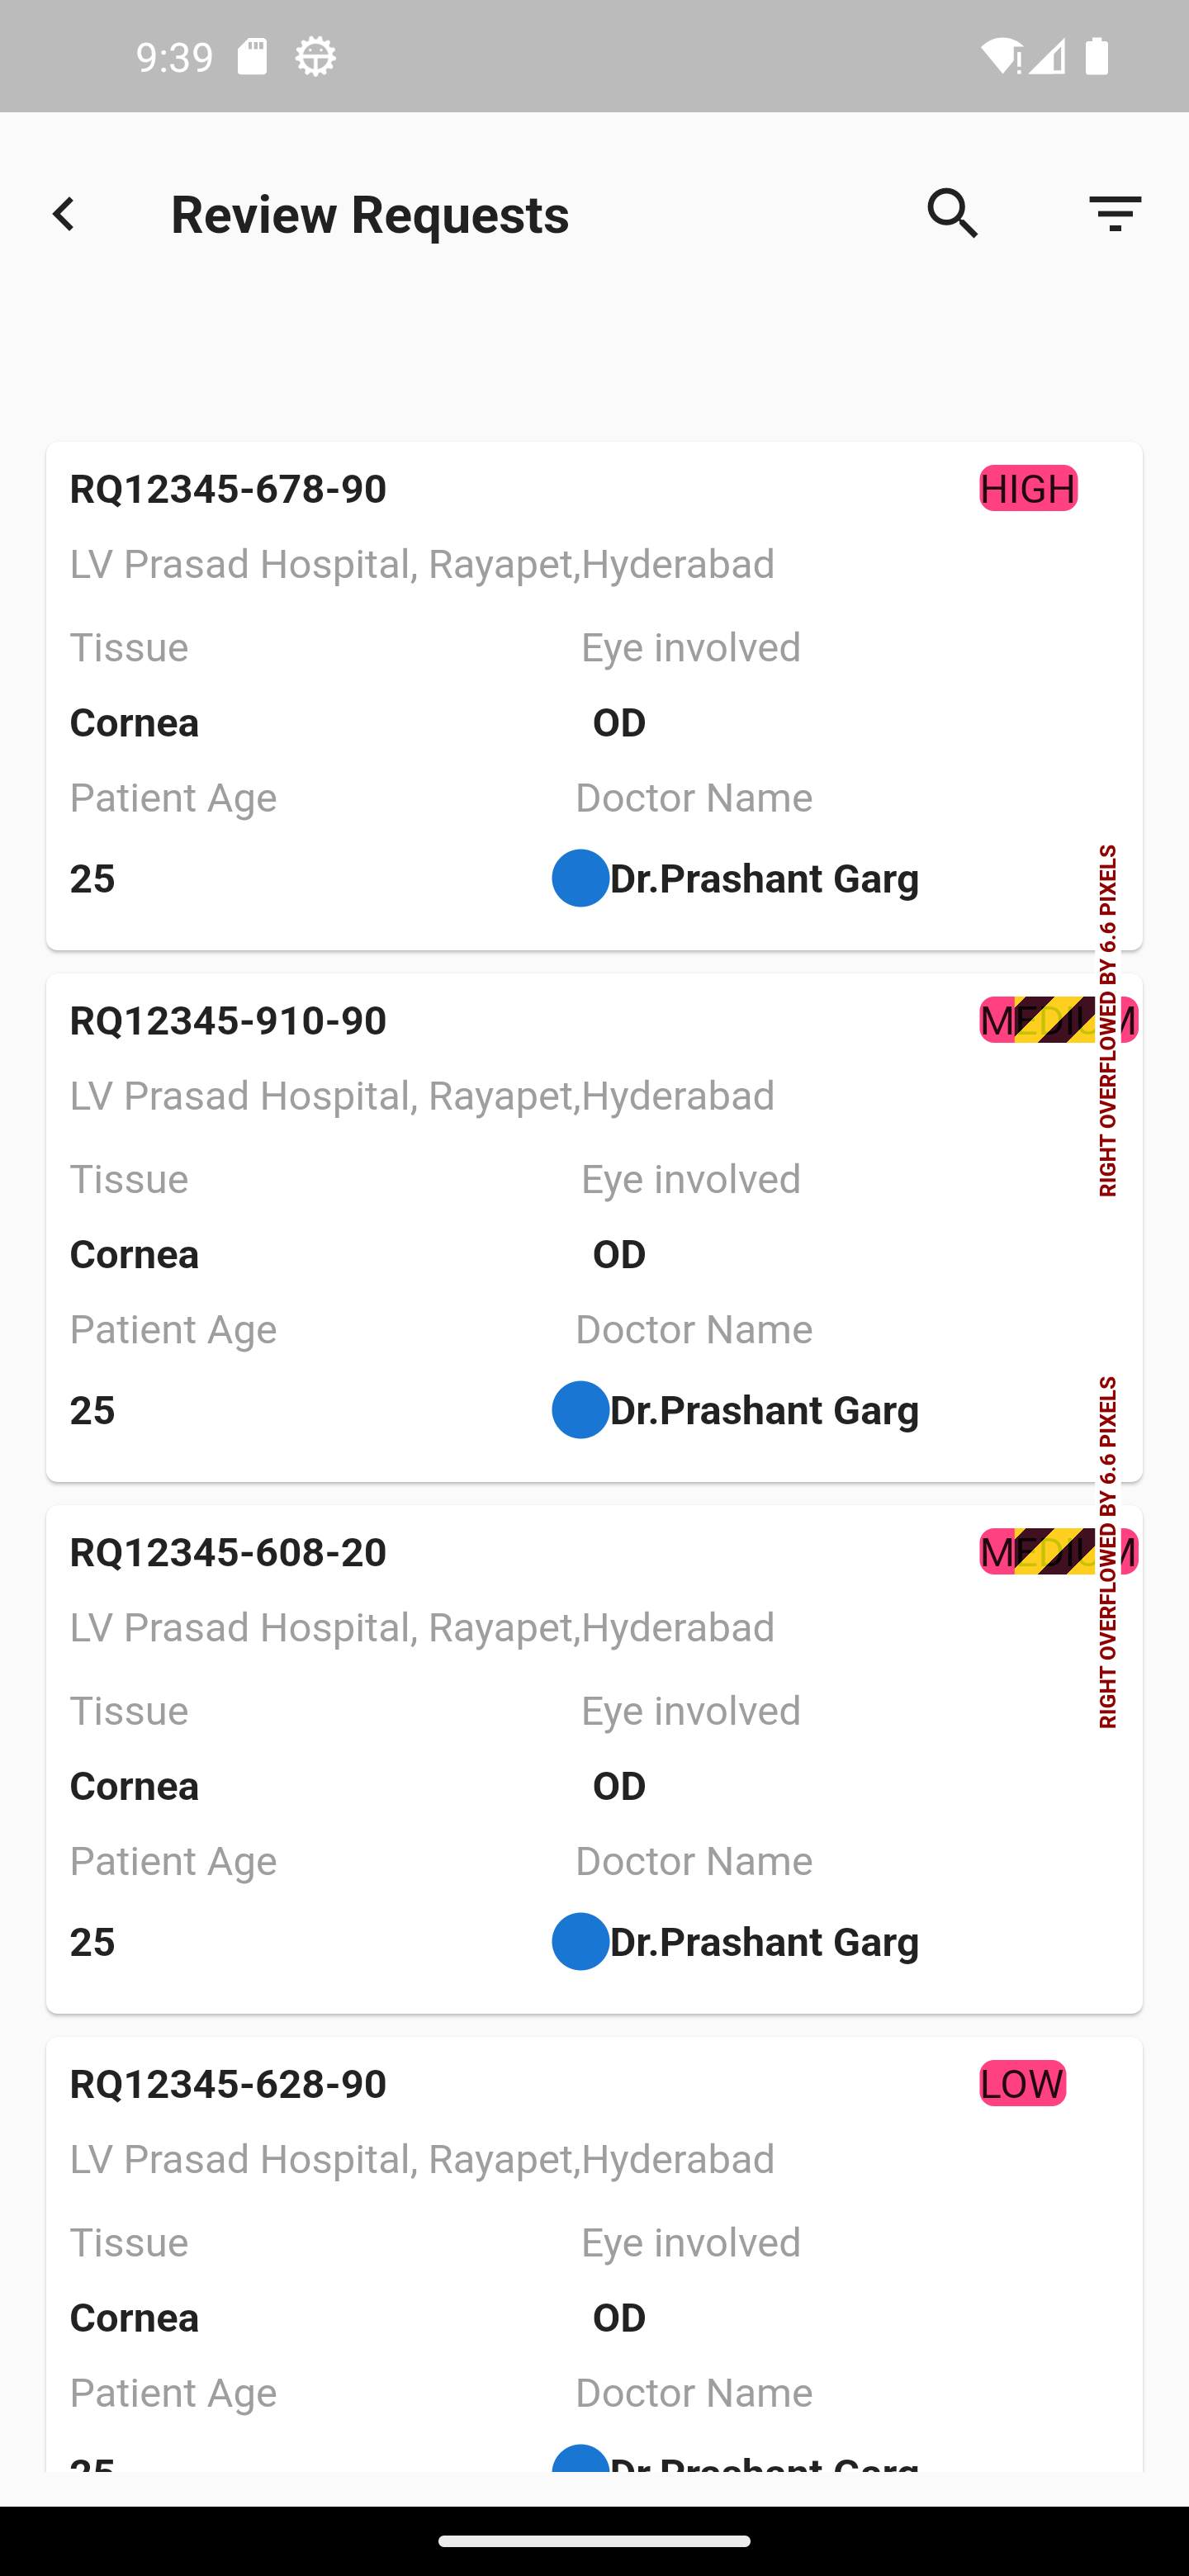 9:39
Review Requests
RQ12345-678-90 HIGH
LV Prasad Hospital, Rayapet,Hyderabad
Tissue Eye involved
Cornea OD
Patient Age Doctor Name
25 Dr.Prashant Garg
RIGHT OVERFLOWED BY 6.6 PIXELS
RQ12345-910-90 MEDIUM
LV Prasad Hospital, Rayapet,Hyderabad
Tissue Eye involved
Cornea OD
Patient Age Doctor Name
25 Dr.Prashant Garg
RIGHT OVERFLOWED BY 6.6 PIXELS
RQ12345-608-20 MEDIUM
LV Prasad Hospital, Rayapet,Hyderabad
Tissue Eye involved
Cornea OD
Patient Age Doctor Name
25 Dr.Prashant Garg
RQ12345-628-90 LOW
LV Prasad Hospital, Rayapet,Hyderabad
Tissue Eye involved
Cornea OD
Patient Age Doctor Name
25 Dr.Prashant Garg